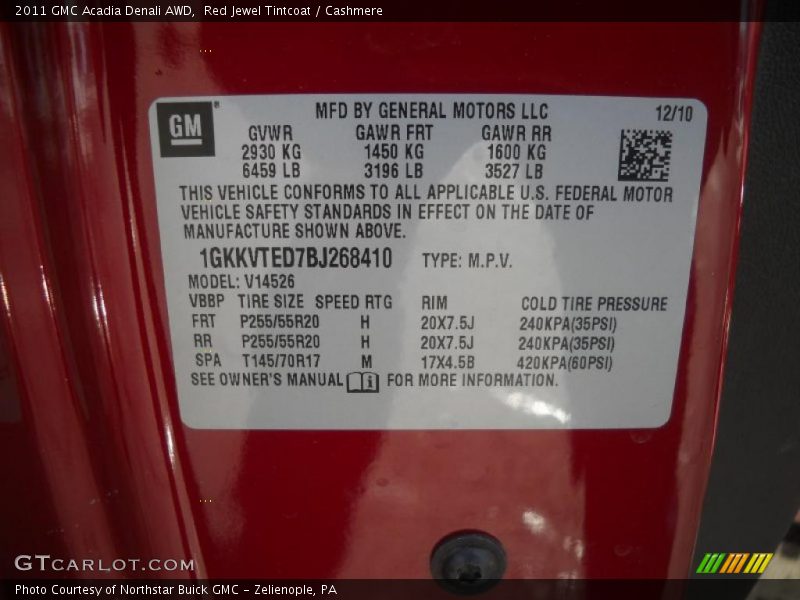 2011 GMC Acadia Denali AWD, Red Jewel Tintcoat / Cashmere
GM
MFD BY GENERAL MOTORS LLC 12/10
GVWR GAWR FRT GAWR RR
2930 KG 1450 KG 1600 KG
6459 LB 3196 LB 3527 LB
THIS VEHICLE CONFORMS TO ALL APPLICABLE U.S. FEDERAL MOTOR
VEHICLE SAFETY STANDARDS IN EFFECT ON THE DATE OF
MANUFACTURE SHOWN ABOVE.
1GKKVTED7BJ268410 TYPE: M.P.V.
MODEL: V14526
VBBP TIRE SIZE SPEED RTG RIM COLD TIRE PRESSURE
FRT P255/55R20 H 20X7.5J 240KPA(35PSI)
RR P255/55R20 H 20X7.5J 240KPA(35PSI)
SPA T145/70R17 M 17X4.5B 420KPA(60PSI)
SEE OWNER'S MANUAL i FOR MORE INFORMATION.
GTCARLOT.COM
Photo Courtesy of Northstar Buick GMC - Zelienople, PA